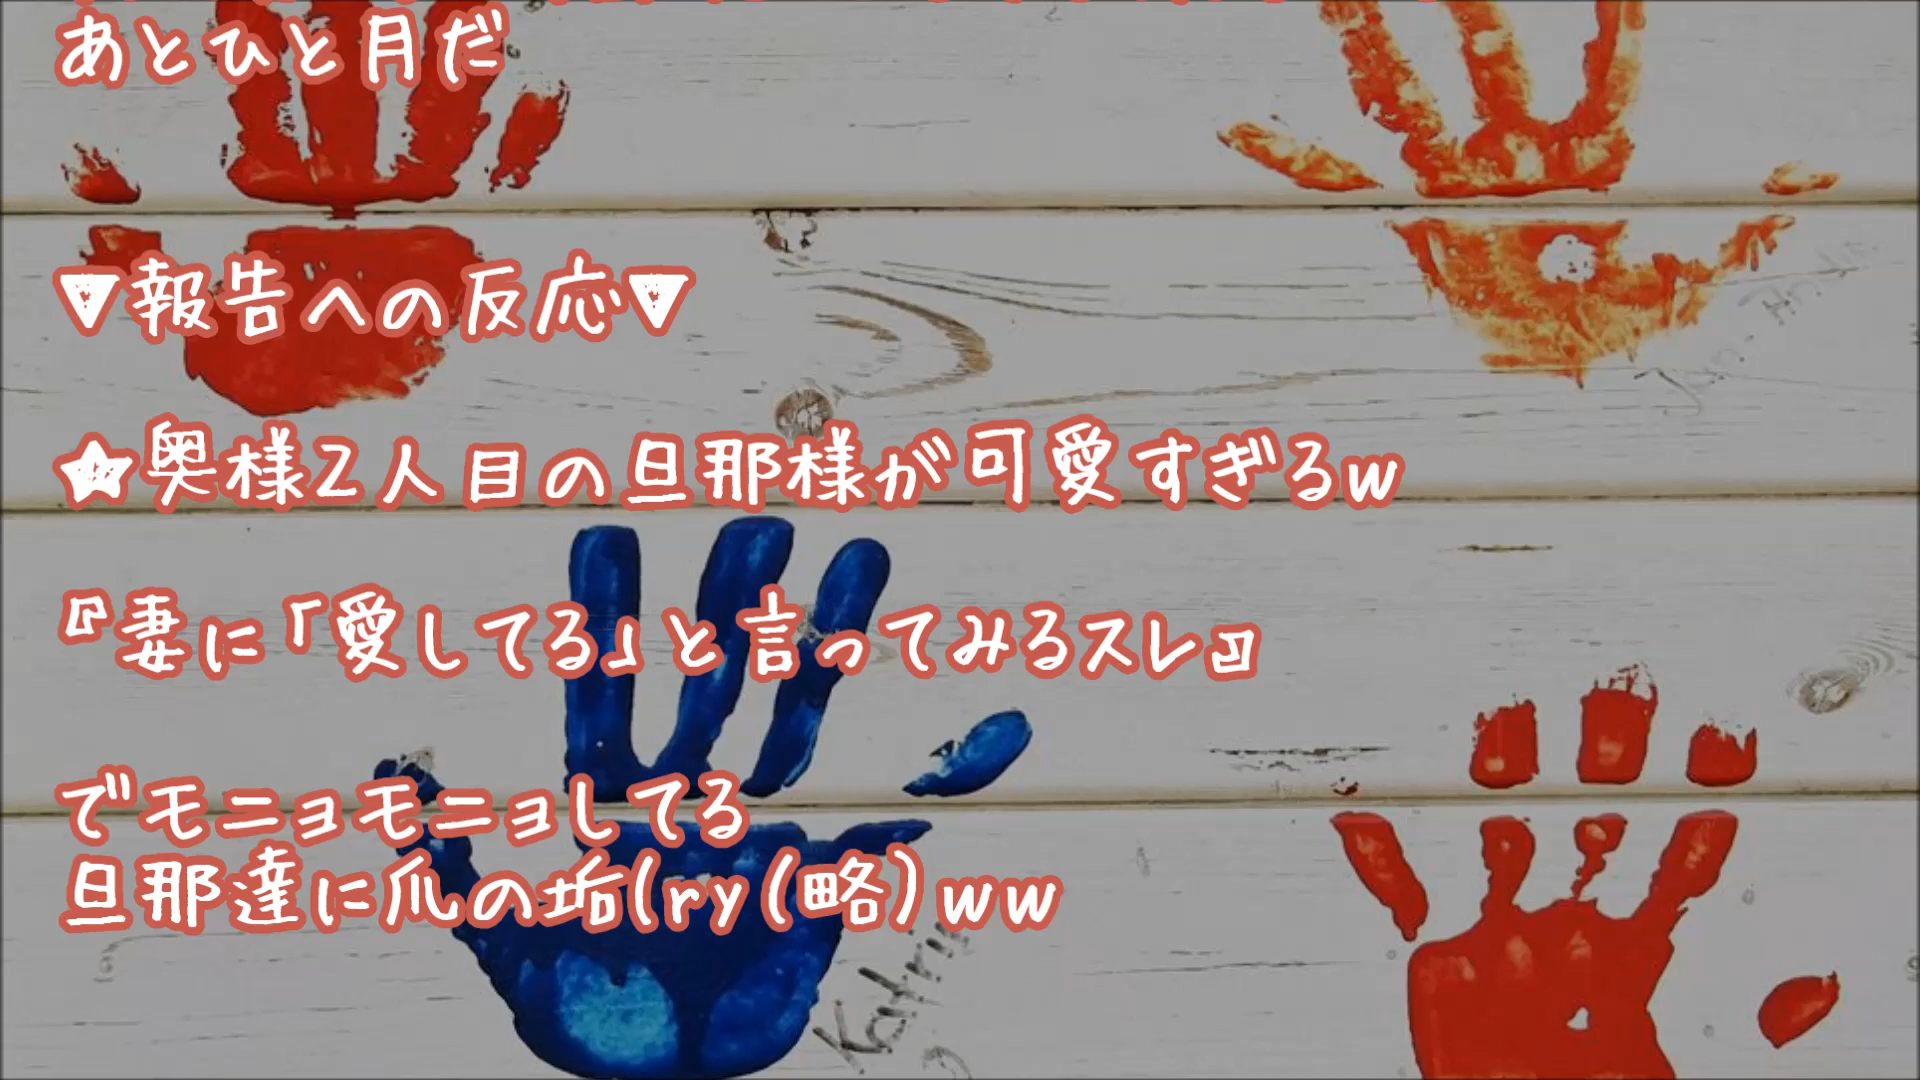 あとひと月だ
▼報告への反応▼
★奥様2人目の旦那様が可愛すぎるw
『妻に「愛してる」と言ってみるスレ』
でモニョモニョしてる
旦那達に爪の垢(ry(略)ww